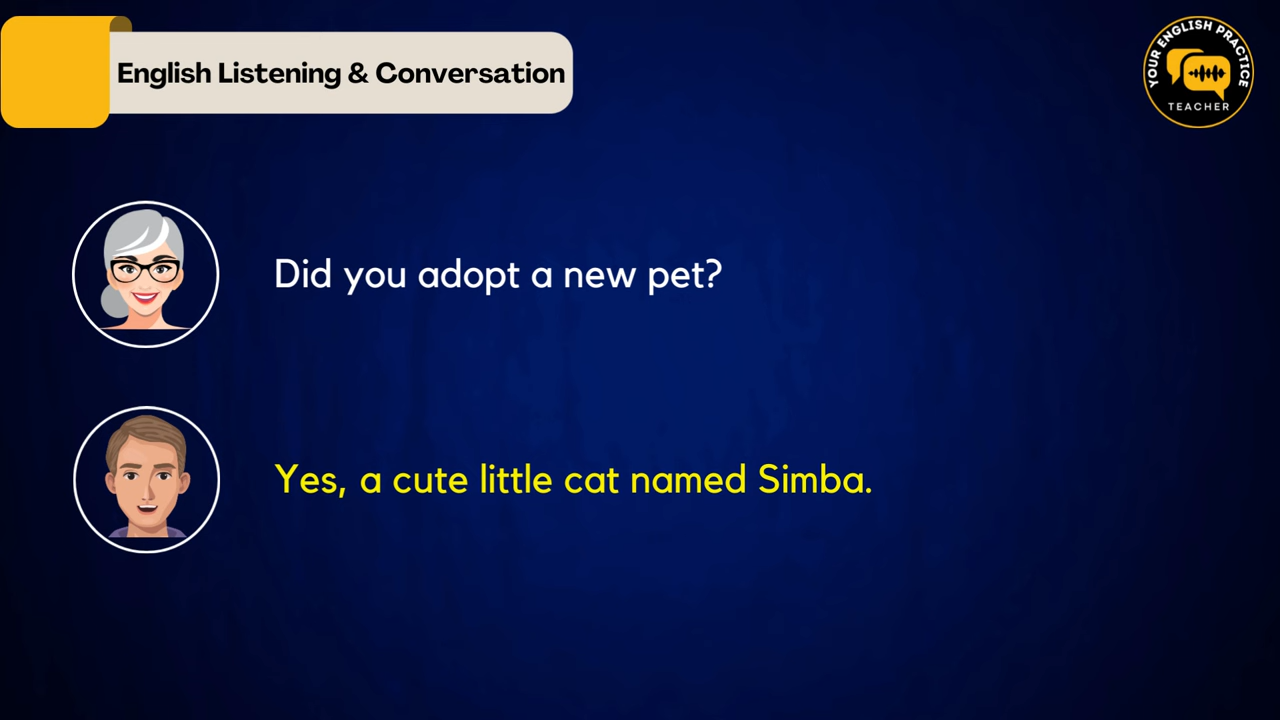 English Listening & Conversation
YOUR ENGLISH PRACTICE
TEACHER
Did you adopt a new pet?
Yes, a cute little cat named Simba.